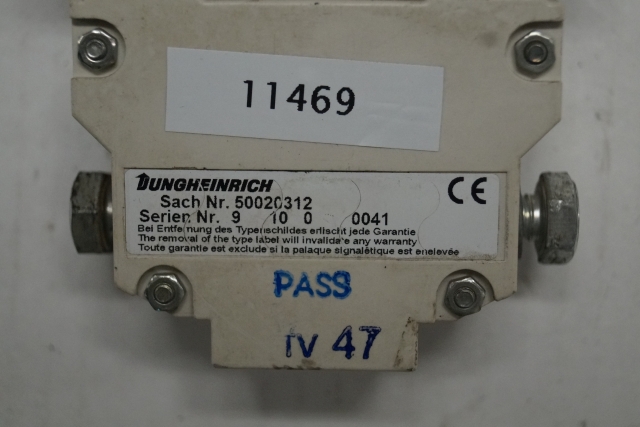 11469
JUNGHEINRICH
CE
Sach Nr. 50020312
Serien Nr. 9 10 0 0041
Bei Entfernung des Typenschildes erlischt jede Garantie
The removal of the type label will invalidate any warranty
Toute garantie est exclude si la palaque signalétique est enelevée
PASS
IV 47